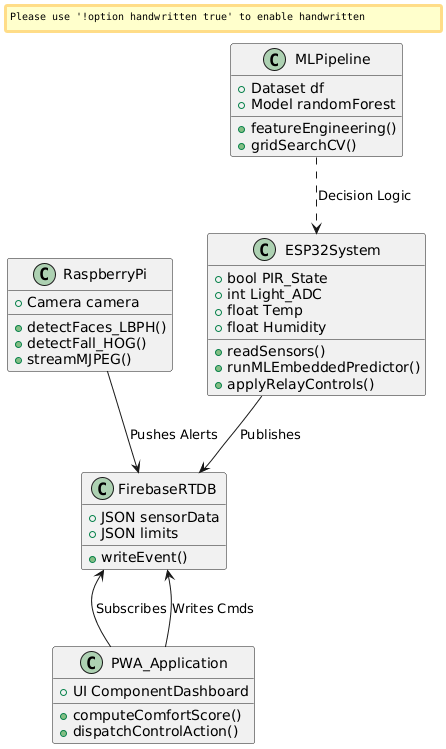 Please use '!option handwritten true' to enable handwritten
C MLPipeline
Dataset df
Model randomForest
featureEngineering()
gridSearchCV()
Decision Logic
C RaspberryPi
Camera camera
detectFaces_LBPH()
detectFall_HOG()
streamMJPEG()
C ESP32System
bool PIR_State
int Light_ADC
float Temp
float Humidity
readSensors()
runMLEmbeddedPredictor()
applyRelayControls()
Pushes Alerts
Publishes
C FirebaseRTDB
JSON sensorData
JSON limits
writeEvent()
Subscribes
Writes Cmds
C PWA_Application
UI ComponentDashboard
computeComfortScore()
dispatchControlAction()